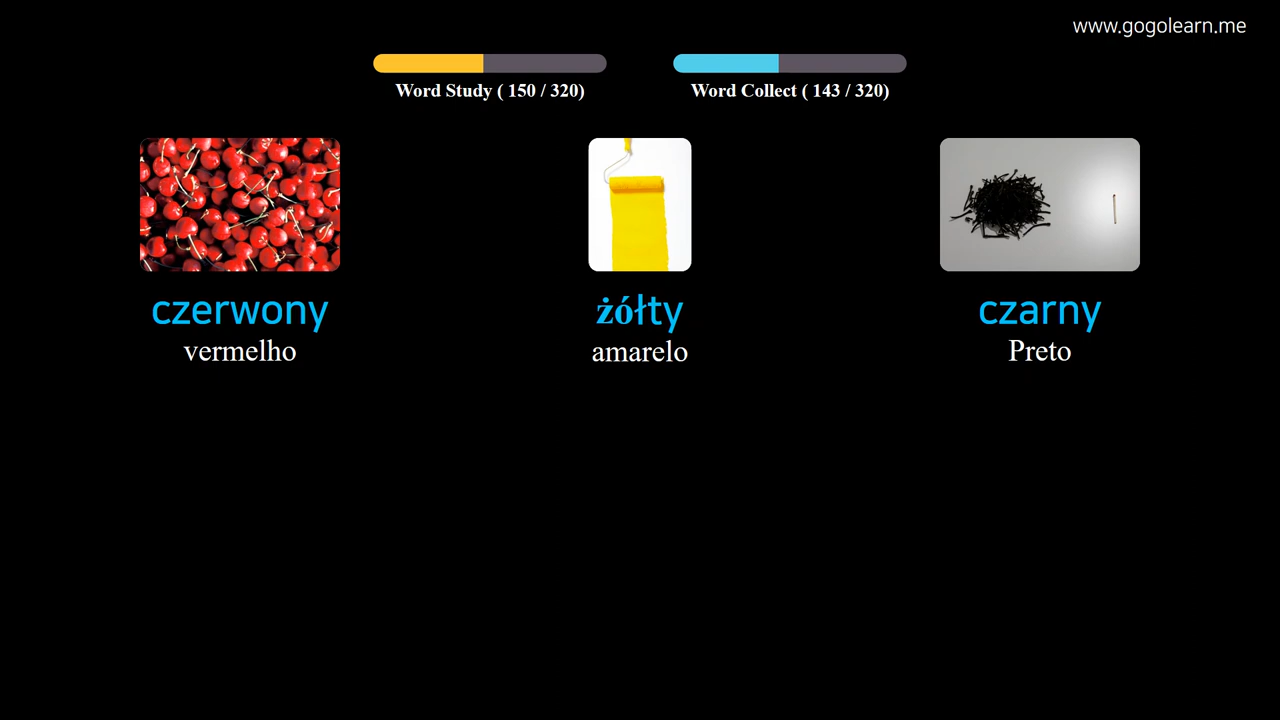 www.gogolearn.me
Word Study ( 150 / 320)
Word Collect ( 143 / 320)
czerwony
żółty
czarny
vermelho
amarelo
Preto